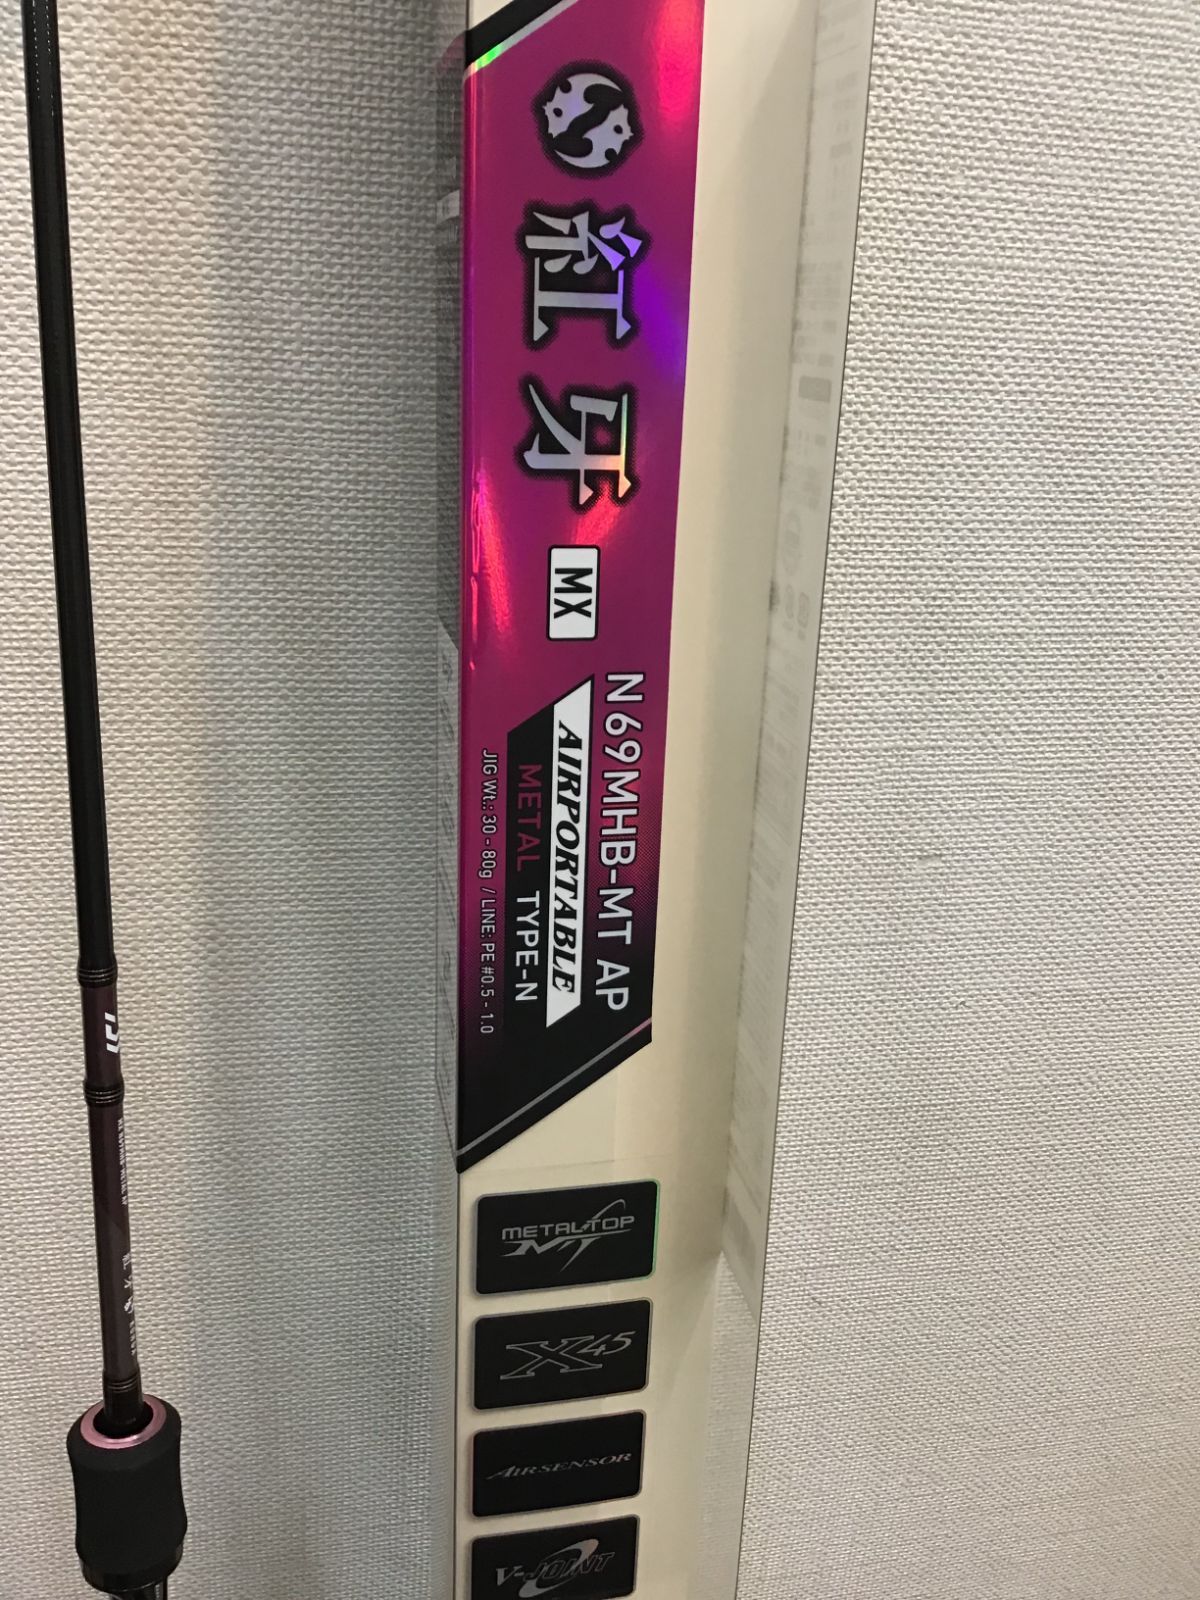 紅牙
MX
N69MHB-MT AP
AIRPORTABLE
METAL TYPE-N
JIG Wt.: 30 - 80g / LINE: PE #0.5 - 1.0
METAL TOP
MT
X45
AIRSENSOR
V-JOINT